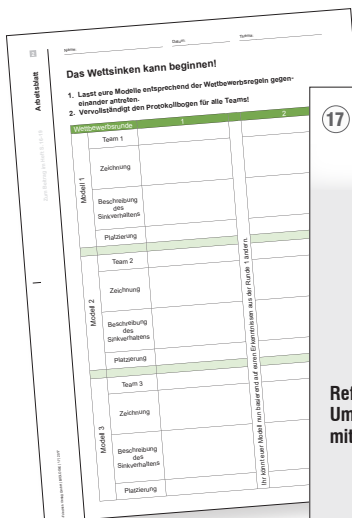 Name:
Datum:
Arbeitsblatt
Das Wettsinken kann beginnen!
1. Lasst eure Modelle entsprechend der Wettbewerbsregeln gegen-
einander antreten.
2. Vervollständigt den Protokollbogen für alle Teams!
Wettbewerbsrunde 1 2
Modell 1
Team 1
Zeichnung
Beschreibung
des
Sinkverhaltens
Platzierung
Modell 2
Team 2
Zeichnung
Beschreibung
des
Sinkverhaltens
Platzierung
Modell 3
Team 3
Zeichnung
Beschreibung
des
Sinkverhaltens
Platzierung
Ihr könnt euer Modell nun basierend auf euren Erkenntnissen aus der Runde 1 ändern.
17
Ref
Um
mit